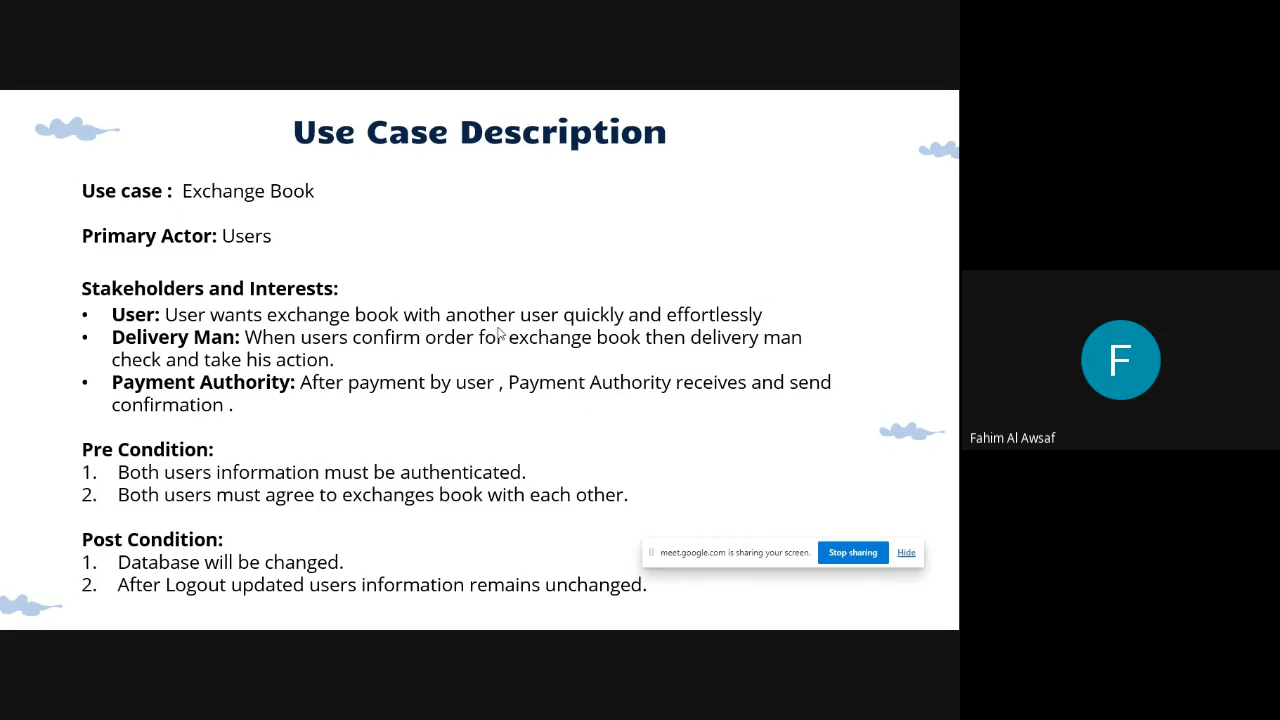 Use Case Description
Use case : Exchange Book
Primary Actor: Users
Stakeholders and Interests:
• User: User wants exchange book with another user quickly and effortlessly
• Delivery Man: When users confirm order for exchange book then delivery man
check and take his action.
• Payment Authority: After payment by user , Payment Authority receives and send
confirmation .
Pre Condition:
1. Both users information must be authenticated.
2. Both users must agree to exchanges book with each other.
Post Condition:
1. Database will be changed.
2. After Logout updated users information remains unchanged.
meet.google.com is sharing your screen. Stop sharing Hide
F
Fahim Al Awsaf